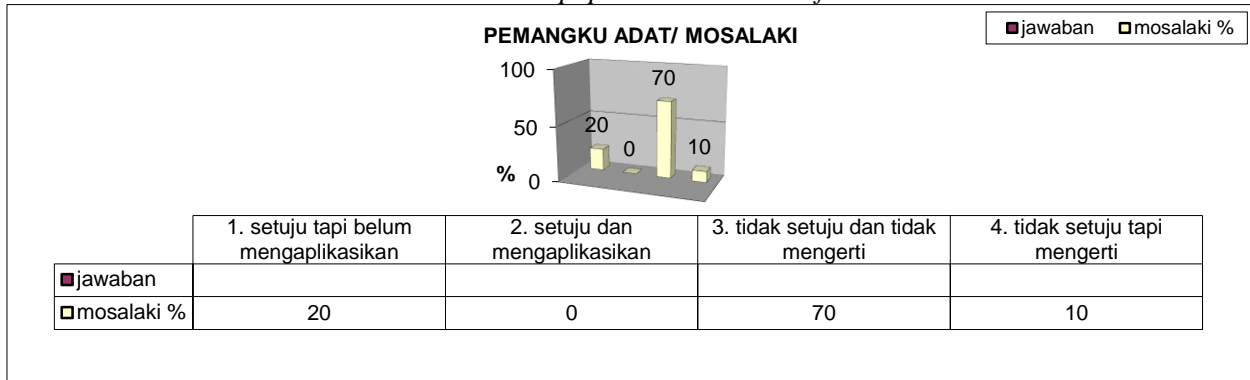 PEMANGKU ADAT/ MOSALAKI
jawaban mosalaki %
100
50
% 0
20
0
70
10
1. setuju tapi belum mengaplikasikan
2. setuju dan mengaplikasikan
3. tidak setuju dan tidak mengerti
4. tidak setuju tapi mengerti
jawaban
mosalaki % 20 0 70 10